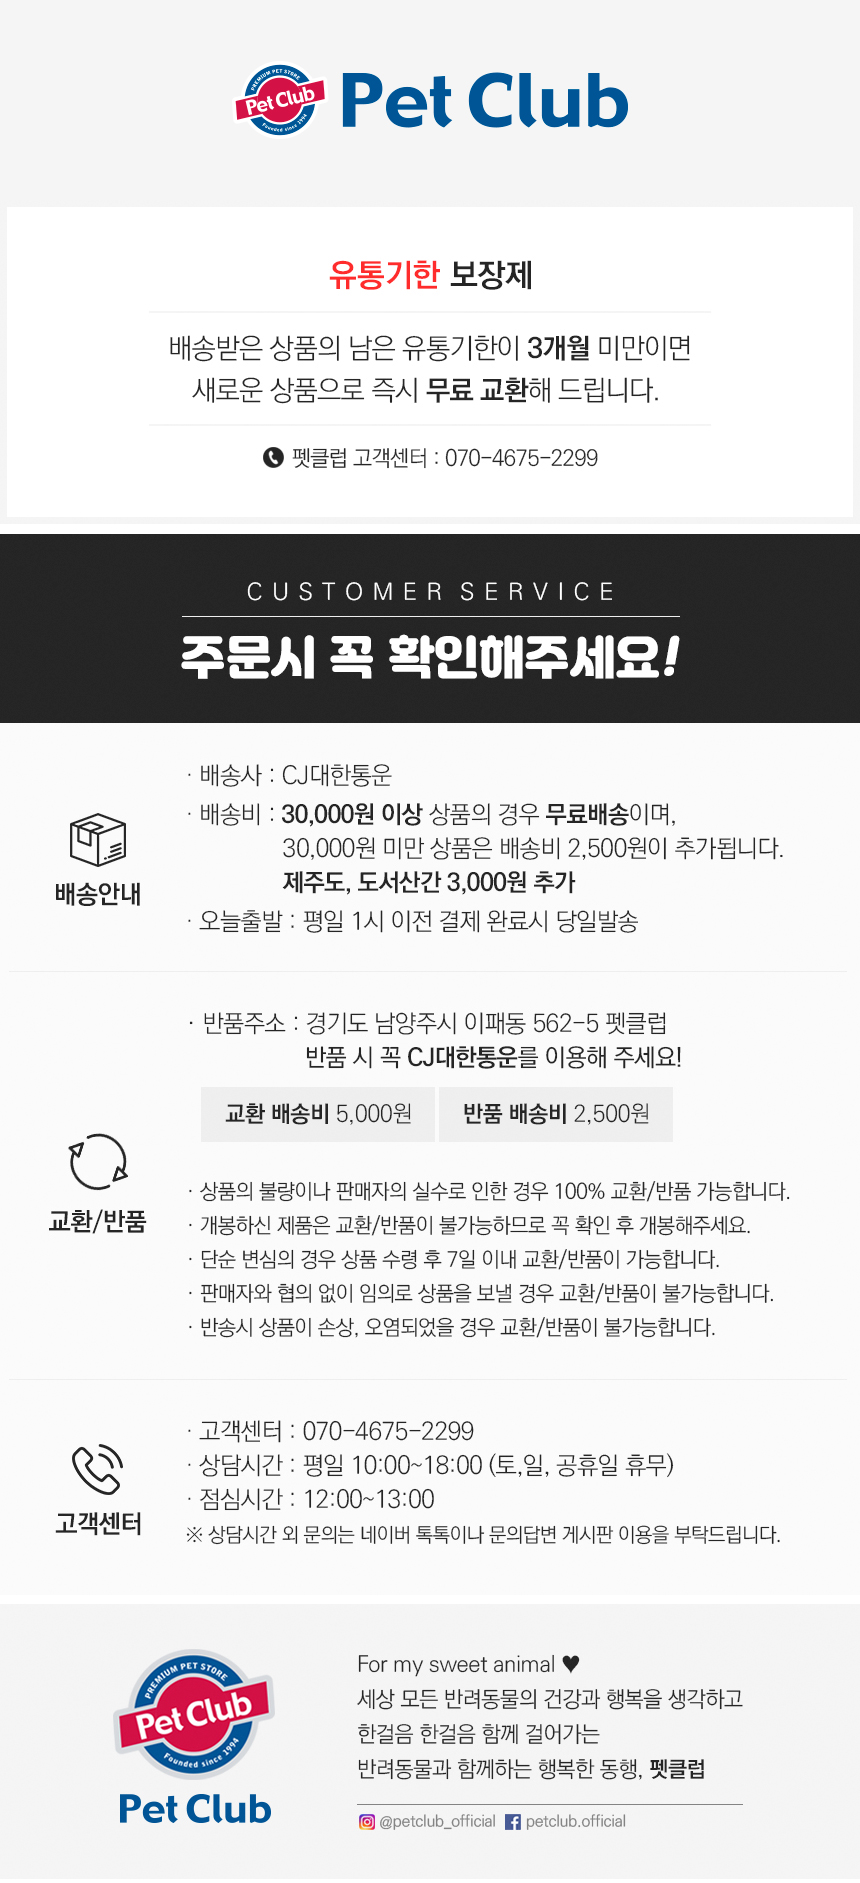 PREMIUM PET STORE
Pet Club
Founded since 1994
Pet Club
유통기한 보장제
배송받은 상품의 남은 유통기한이 3개월 미만이면
새로운 상품으로 즉시 무료 교환해 드립니다.
펫클럽 고객센터 : 070-4675-2299
CUSTOMER SERVICE
주문시 꼭 확인해주세요!
배송안내
· 배송사 : CJ대한통운
· 배송비 : 30,000원 이상 상품의 경우 무료배송이며,
30,000원 미만 상품은 배송비 2,500원이 추가됩니다.
제주도, 도서산간 3,000원 추가
· 오늘출발 : 평일 1시 이전 결제 완료시 당일발송
교환/반품
· 반품주소 : 경기도 남양주시 이패동 562-5 펫클럽
반품 시 꼭 CJ대한통운를 이용해 주세요!
교환 배송비 5,000원
반품 배송비 2,500원
· 상품의 불량이나 판매자의 실수로 인한 경우 100% 교환/반품 가능합니다.
· 개봉하신 제품은 교환/반품이 불가능하므로 꼭 확인 후 개봉해주세요.
· 단순 변심의 경우 상품 수령 후 7일 이내 교환/반품이 가능합니다.
· 판매자와 협의 없이 임의로 상품을 보낼 경우 교환/반품이 불가능합니다.
· 반송시 상품이 손상, 오염되었을 경우 교환/반품이 불가능합니다.
고객센터
· 고객센터 : 070-4675-2299
· 상담시간 : 평일 10:00~18:00 (토,일, 공휴일 휴무)
· 점심시간 : 12:00~13:00
※ 상담시간 외 문의는 네이버 톡톡이나 문의답변 게시판 이용을 부탁드립니다.
PREMIUM PET STORE
Pet Club
Founded since 1994
Pet Club
For my sweet animal ♥
세상 모든 반려동물의 건강과 행복을 생각하고
한걸음 한걸음 함께 걸어가는
반려동물과 함께하는 행복한 동행, 펫클럽
@petclub_official
petclub.official